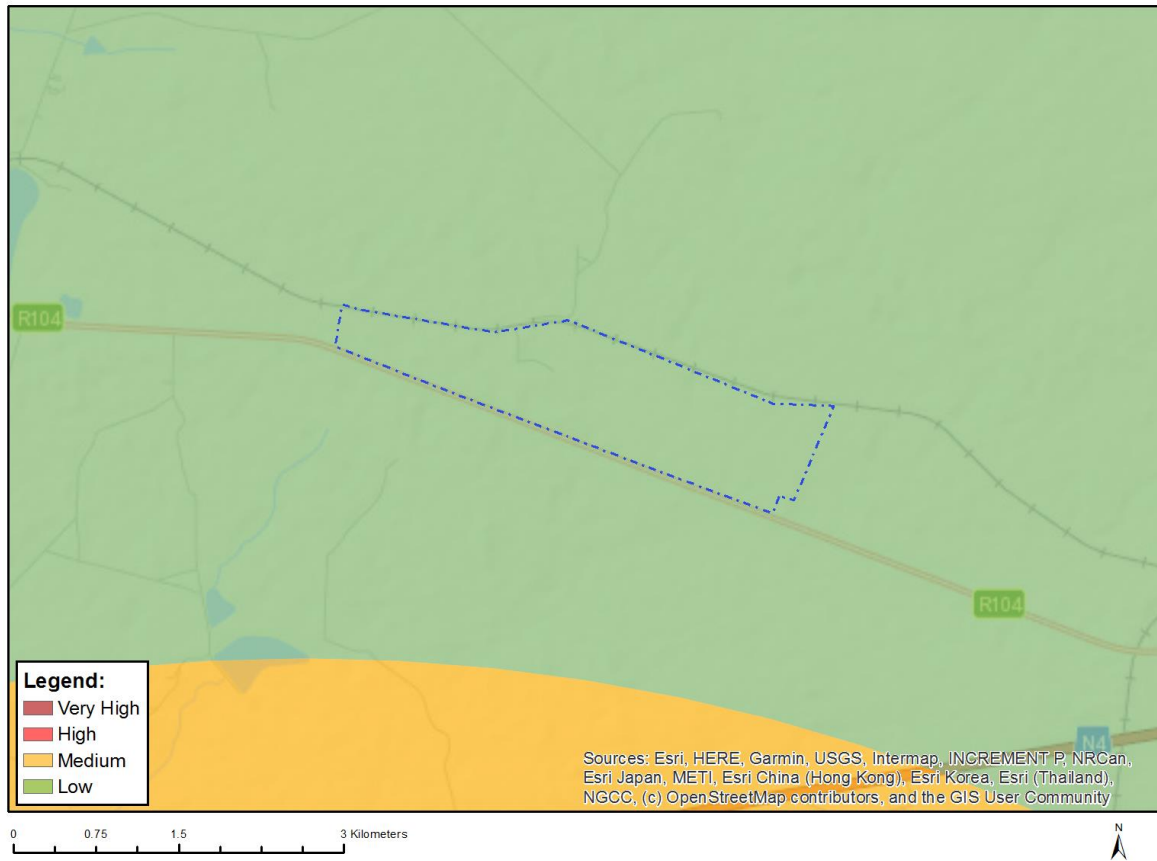 R104
R104
Legend:
Very High
High
Medium
Low
N4
Sources: Esri, HERE, Garmin, USGS, Intermap, INCREMENT P, NRCan,
Esri Japan, METI, Esri China (Hong Kong), Esri Korea, Esri (Thailand),
NGCC, (c) OpenStreetMap contributors, and the GIS User Community
0 0.75 1.5 3 Kilometers
N